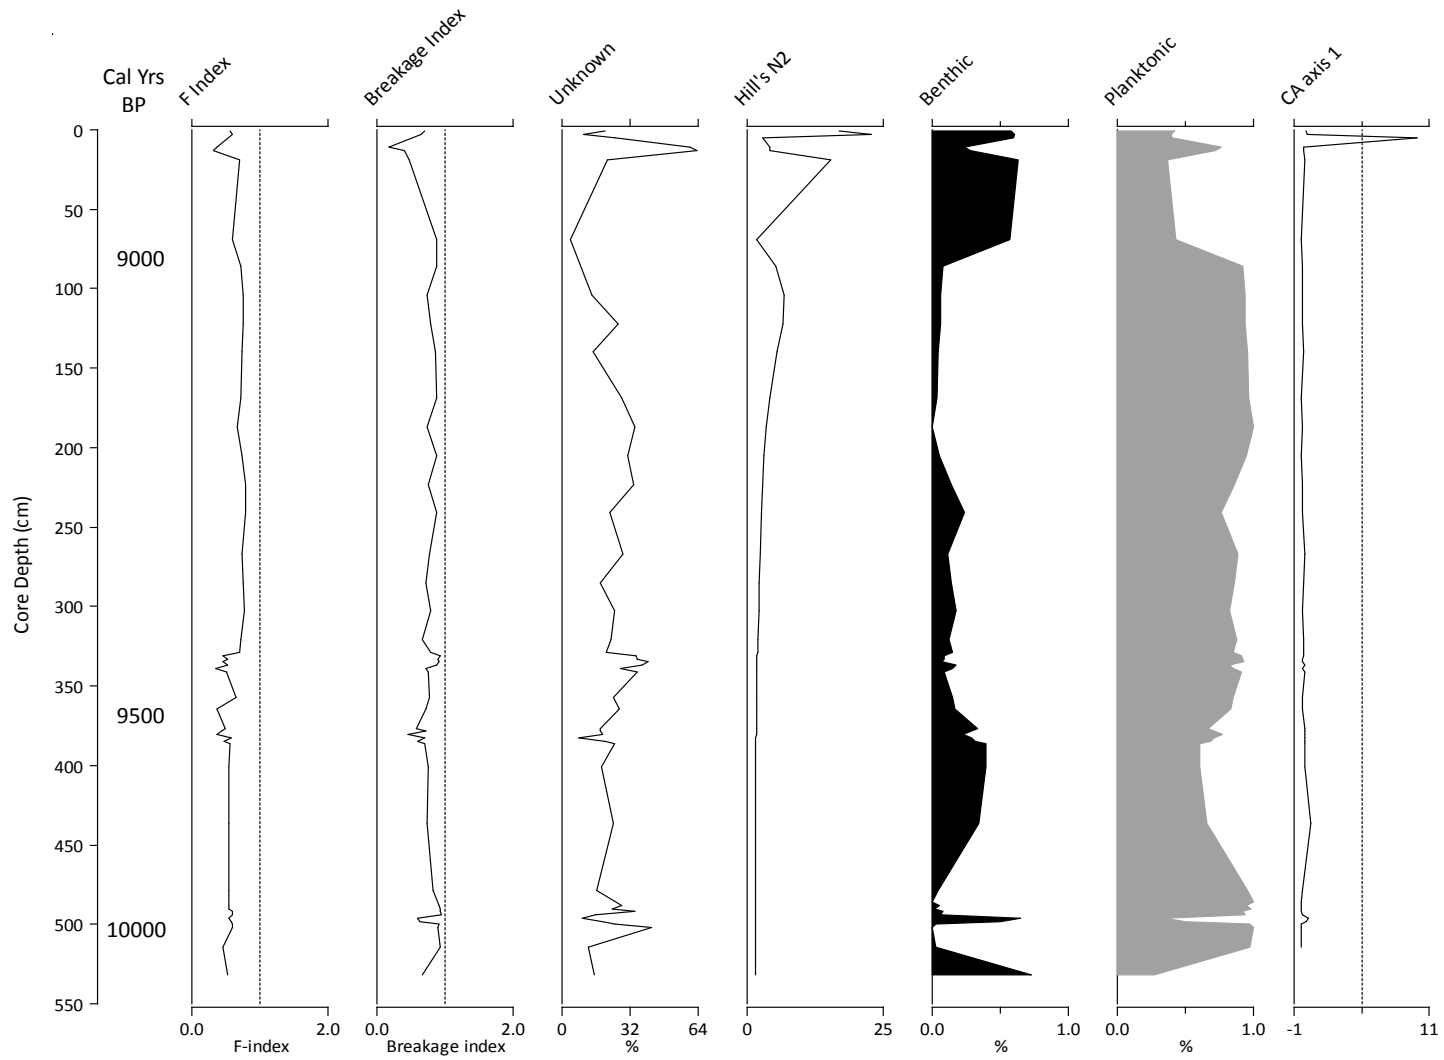 Cal Yrs
BP
F Index
Breakage Index
Unknown
Hill's N2
Benthic
Planktonic
CA axis 1
0
50
9000
100
150
200
250
300
350
9500
400
450
500
10000
550
Core Depth (cm)
0.0 2.0 0.0 2.0 0 32 64 0 25 0.0 1.0 0.0 1.0 -1 11
F-index Breakage index % % %